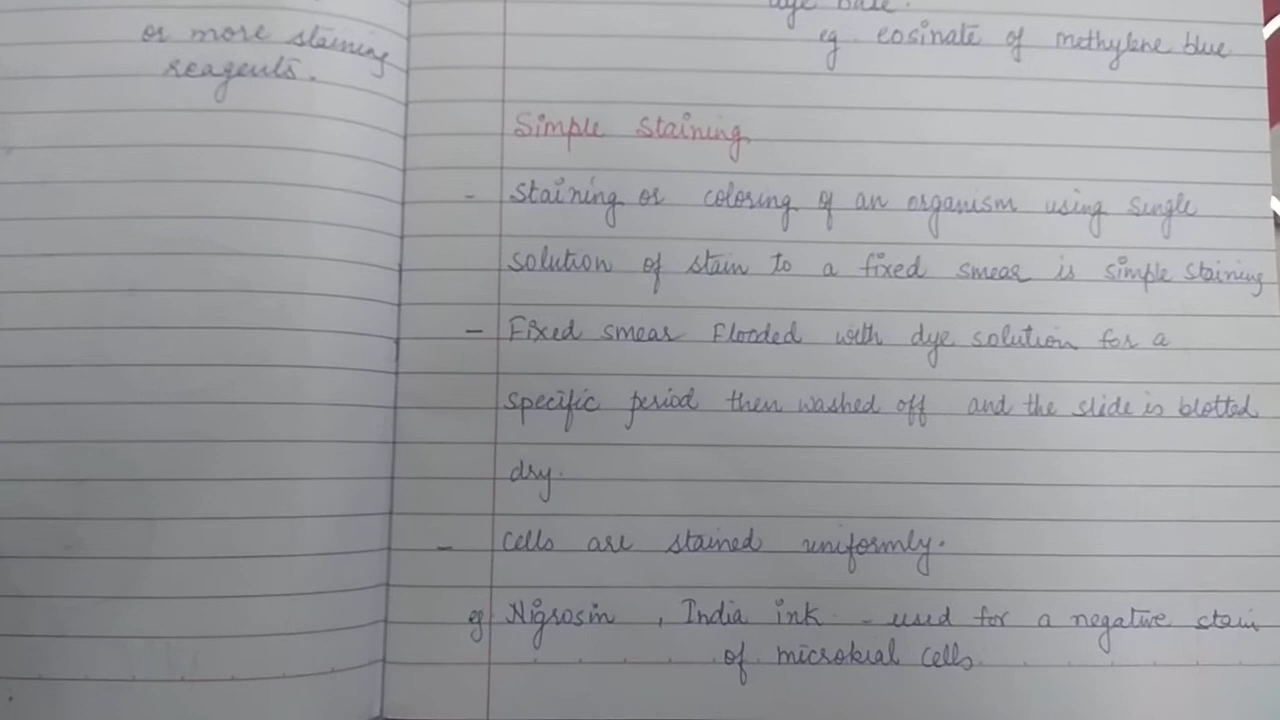 or more staining
reagents.
dye base.
eg eosinate of methylene blue
Simple Staining
- Staining or coloring of an organism using single
solution of stain to a fixed smear is simple staining
- Fixed smear Flooded with dye solution for a
specific period then washed off and the slide is blotted
dry.
- cells are stained uniformly.
eg Nigrosin , India ink - used for a negative stain
of microbial cells